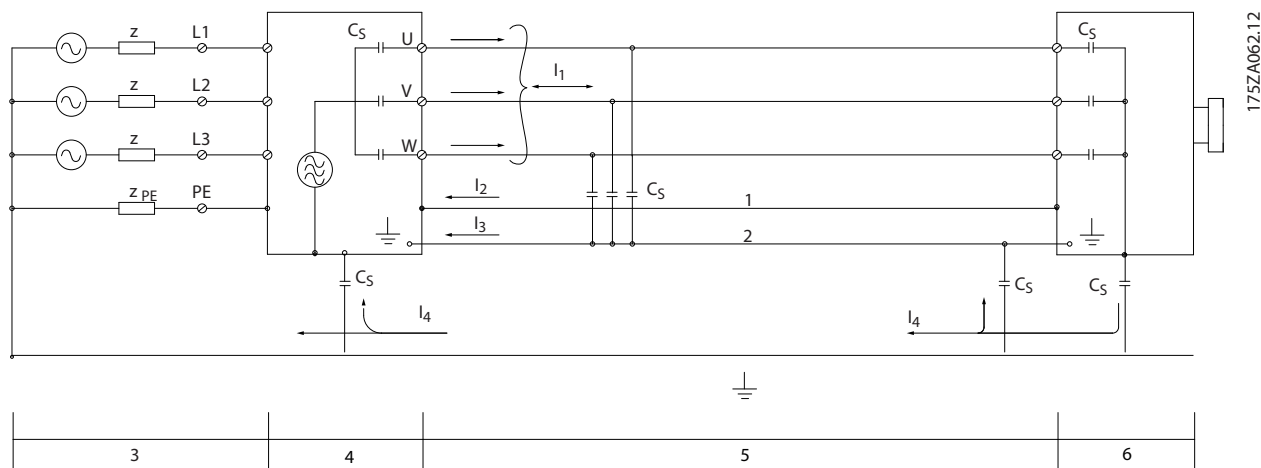 z L1 C_S U C_S
I_1
z L2 V
z L3 W
z_PE PE I_2 C_S 1
I_3 2
C_S C_S C_S
I_4 I_4
3 4 5 6
175ZA062.12